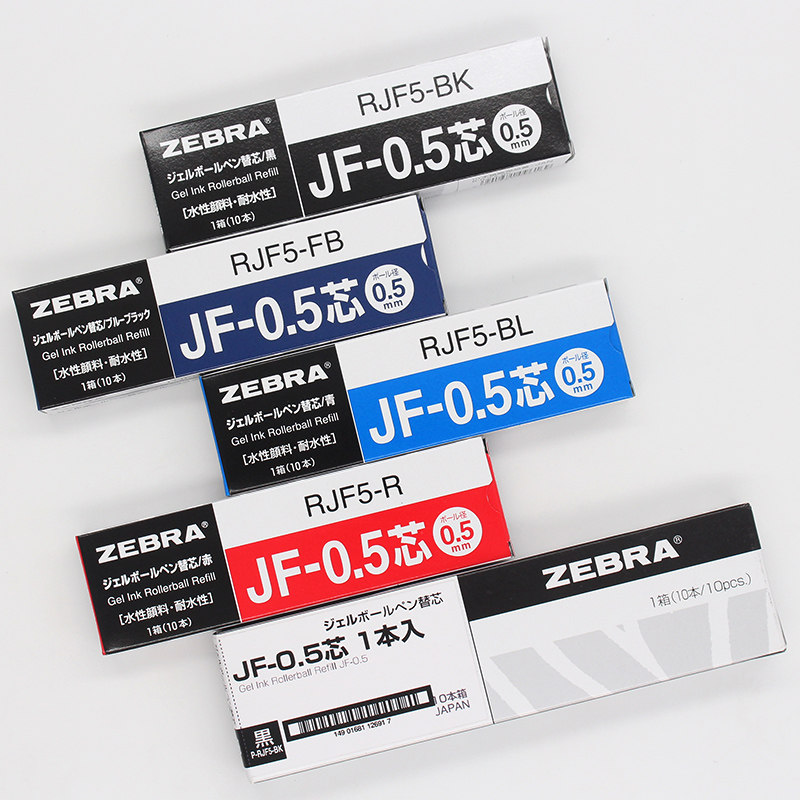 RJF5-BK
ZEBRA®
ジェルボールペン替芯/黒
Gel Ink Rollerball Refill
[水性顔料・耐水性]
1箱(10本)
JF-0.5芯
ボール径
0.5
mm
RJF5-FB
ZEBRA®
ジェルボールペン替芯/ブルーブラック
Gel Ink Rollerball Refill
[水性顔料・耐水性]
1箱(10本)
JF-0.5芯
ボール径
0.5
mm
RJF5-BL
ZEBRA®
ジェルボールペン替芯/青
Gel Ink Rollerball Refill
[水性顔料・耐水性]
1箱(10本)
JF-0.5芯
ボール径
0.5
mm
RJF5-R
ZEBRA®
ジェルボールペン替芯/赤
Gel Ink Rollerball Refill
[水性顔料・耐水性]
1箱(10本)
JF-0.5芯
ボール径
0.5
mm
ZEBRA®
1箱(10本/10pcs.)
ジェルボールペン替芯
JF-0.5芯 1本入
Gel Ink Rollerball Refill JF-0.5
0本箱
JAPAN
149 01681 12691 7
黒
P-RJF5-BK